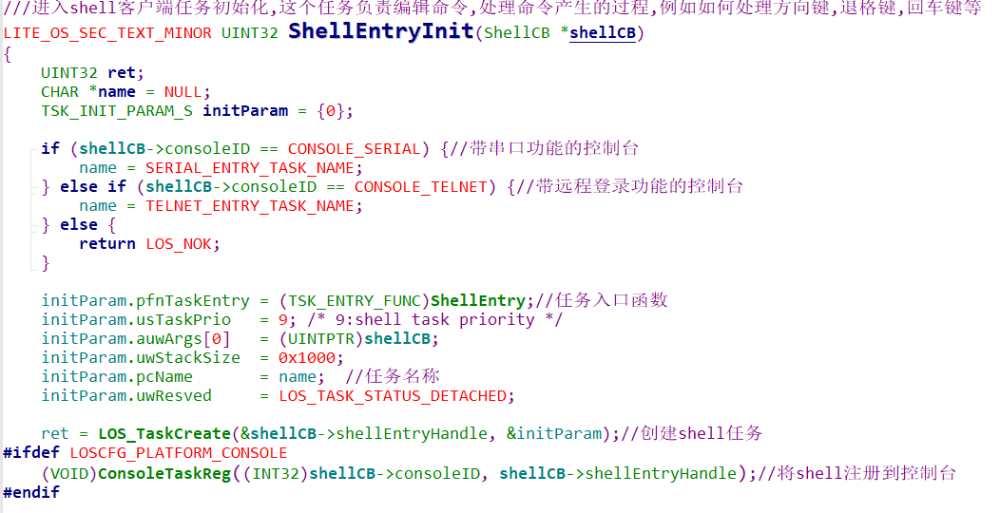 ///进入shell客户端任务初始化,这个任务负责编辑命令,处理命令产生的过程,例如如何处理方向键,退格键,回车键等
LITE_OS_SEC_TEXT_MINOR UINT32 ShellEntryInit(ShellCB *shellCB)
{
    UINT32 ret;
    CHAR *name = NULL;
    TSK_INIT_PARAM_S initParam = {0};

    if (shellCB->consoleID == CONSOLE_SERIAL) {//带串口功能的控制台
        name = SERIAL_ENTRY_TASK_NAME;
    } else if (shellCB->consoleID == CONSOLE_TELNET) {//带远程登录功能的控制台
        name = TELNET_ENTRY_TASK_NAME;
    } else {
        return LOS_NOK;
    }

    initParam.pfnTaskEntry = (TSK_ENTRY_FUNC)ShellEntry;//任务入口函数
    initParam.usTaskPrio   = 9; /* 9:shell task priority */
    initParam.auwArgs[0]   = (UINTPTR)shellCB;
    initParam.uwStackSize  = 0x1000;
    initParam.pcName       = name;  //任务名称
    initParam.uwResved     = LOS_TASK_STATUS_DETACHED;

    ret = LOS_TaskCreate(&shellCB->shellEntryHandle, &initParam);//创建shell任务
#ifdef LOSCFG_PLATFORM_CONSOLE
    (VOID)ConsoleTaskReg((INT32)shellCB->consoleID, shellCB->shellEntryHandle);//将shell注册到控制台
#endif